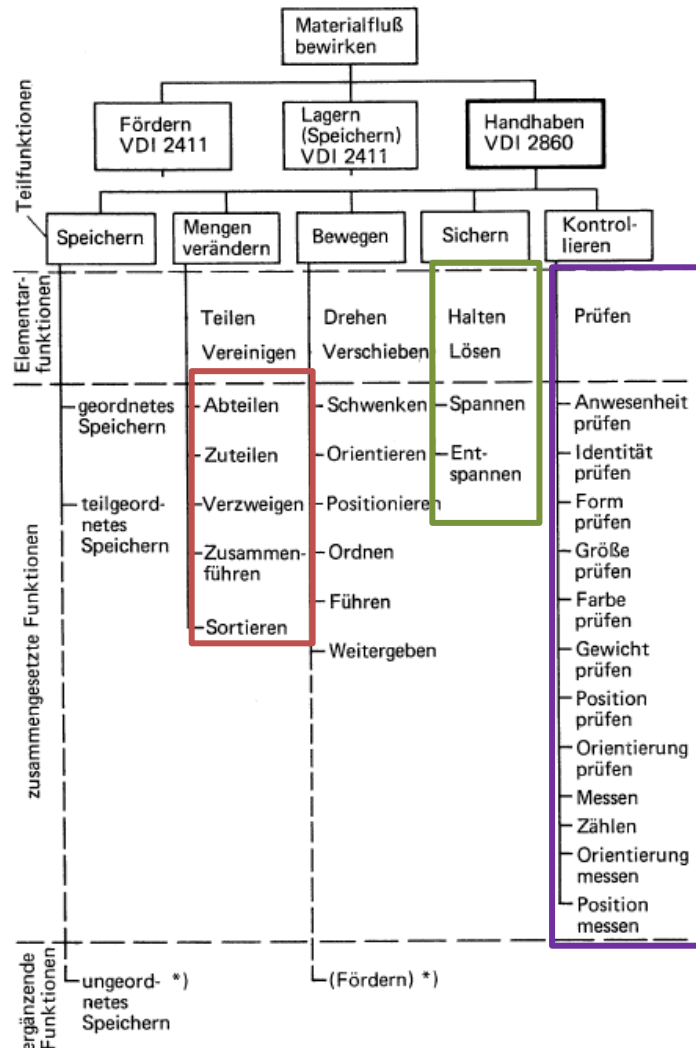 Materialfluß
bewirken
Fördern
VDI 2411
Lagern
(Speichern)
VDI 2411
Handhaben
VDI 2860
Teilfunktionen
Speichern
Mengen
verändern
Bewegen
Sichern
Kontrol-
lieren
Elementar-
funktionen
Teilen
Vereinigen
Drehen
Verschieben
Halten
Lösen
Prüfen
zusammengesetzte Funktionen
geordnetes
Speichern
teilgeord-
netes
Speichern
Abteilen
Zuteilen
Verzweigen
Zusammen-
führen
Sortieren
Schwenken
Orientieren
Positionieren
Ordnen
Führen
Weitergeben
Spannen
Ent-
spannen
Anwesenheit
prüfen
Identität
prüfen
Form
prüfen
Größe
prüfen
Farbe
prüfen
Gewicht
prüfen
Position
prüfen
Orientierung
prüfen
Messen
Zählen
Orientierung
messen
Position
messen
ergänzende
Funktionen
ungeord- *)
netes
Speichern
(Fördern) *)